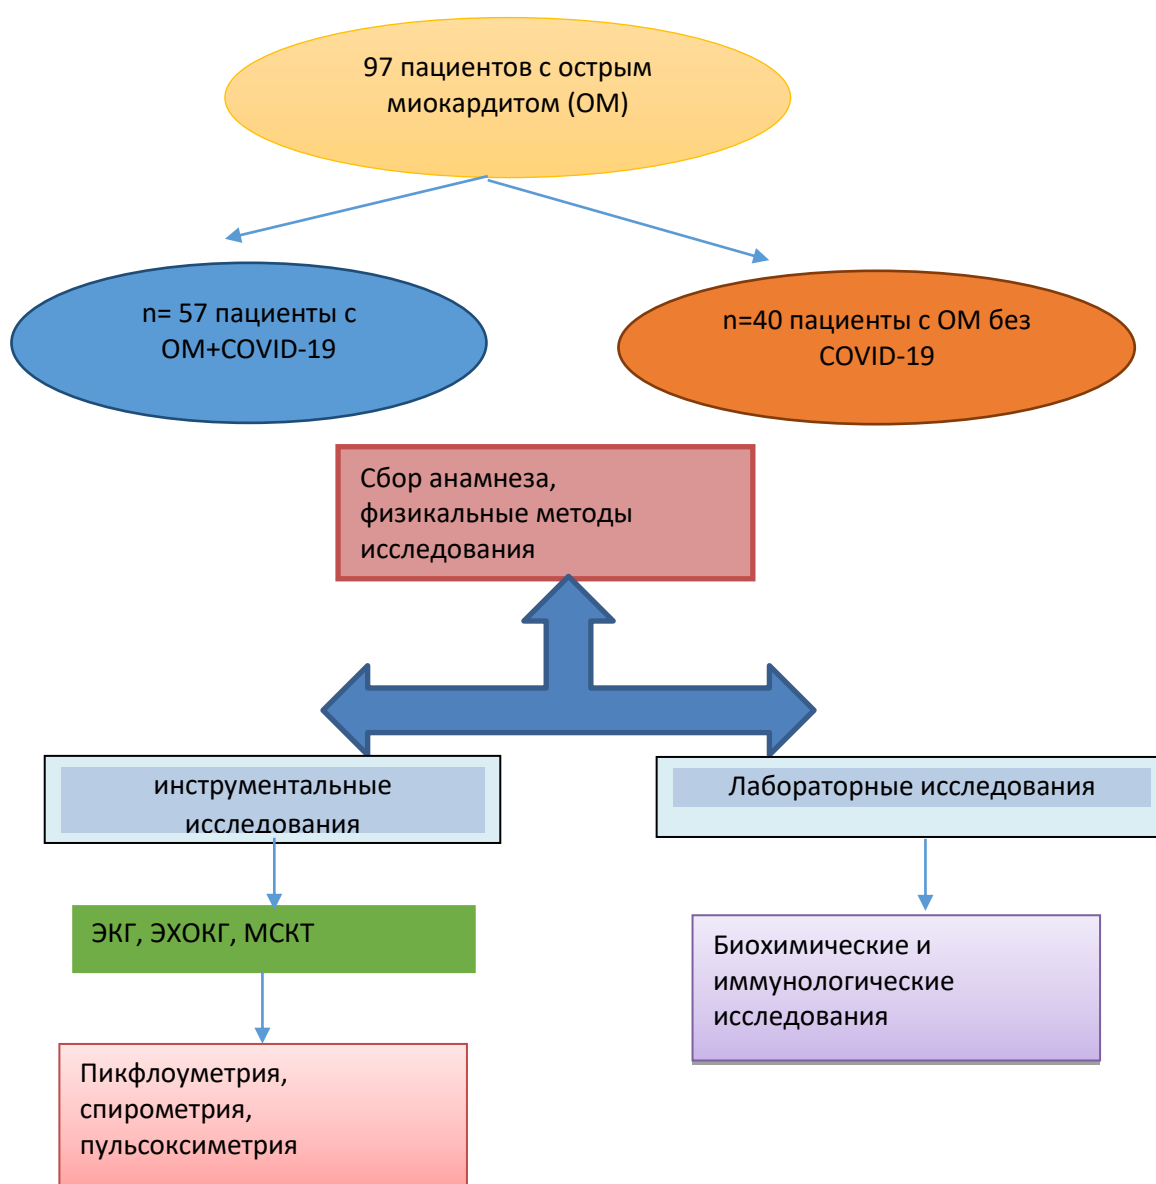 97 пациентов с острым
миокардитом (ОМ)
n= 57 пациенты с
ОМ+COVID-19
n=40 пациенты с ОМ без
COVID-19
Сбор анамнеза,
физикальные методы
исследования
инструментальные
исследования
Лабораторные исследования
ЭКГ, ЭХОКГ, МСКТ
Биохимические и
иммунологические
исследования
Пикфлоуметрия,
спирометрия,
пульсоксиметрия